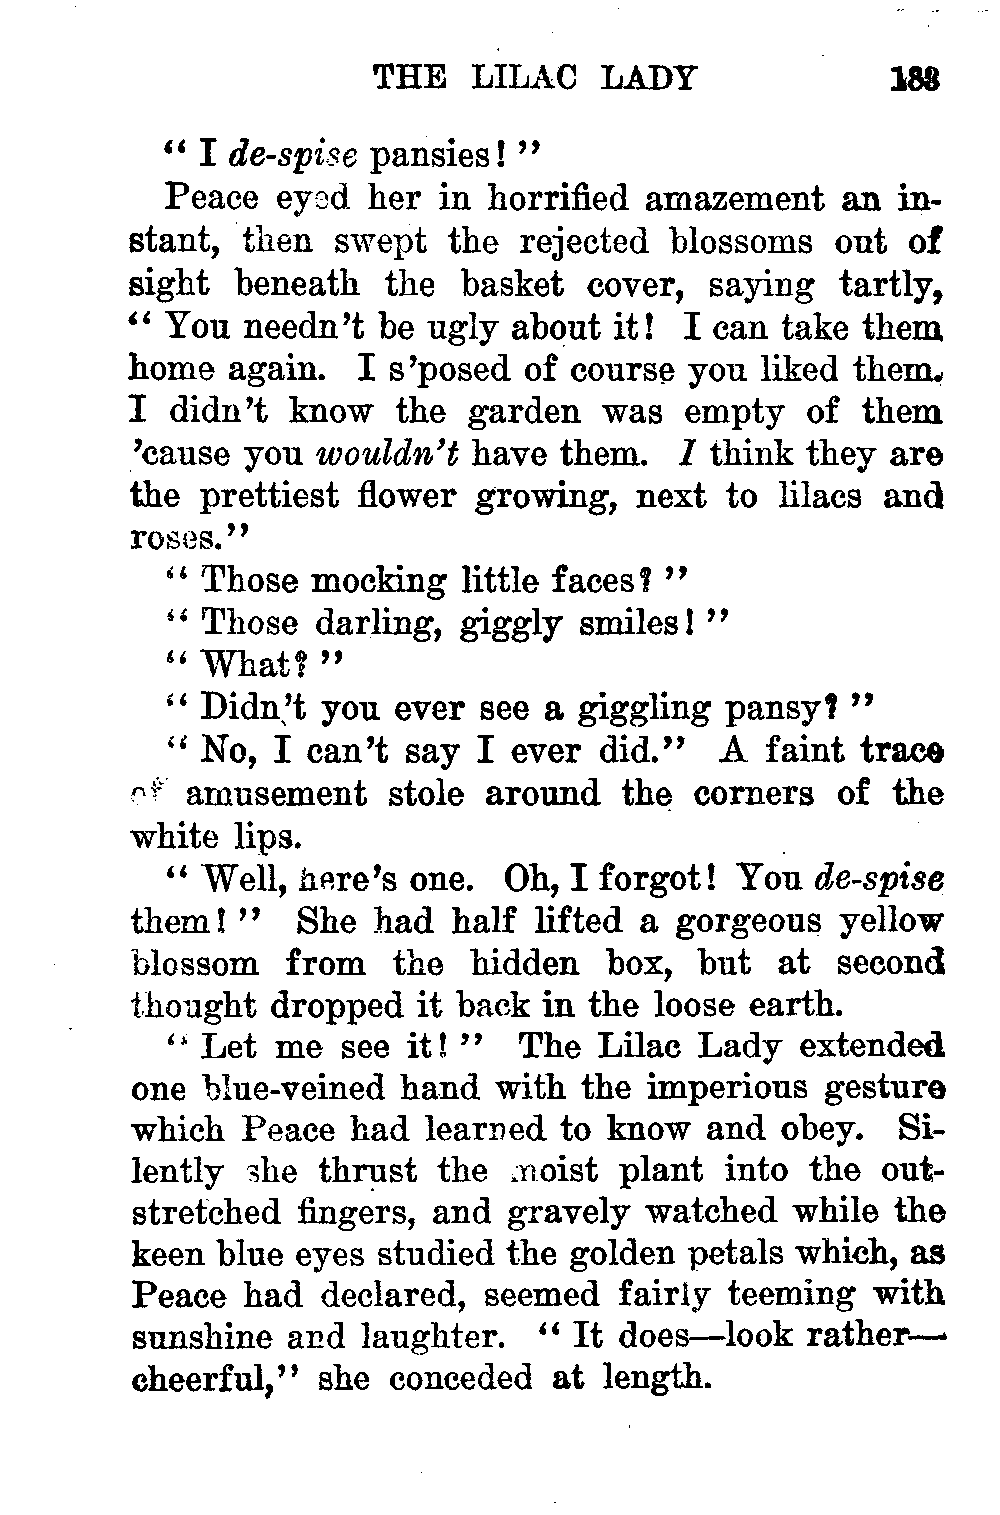 THE LILAC LADY 183
“ I de-spise pansies! ”
Peace eyed her in horrified amazement an in-
stant, then swept the rejected blossoms out of
sight beneath the basket cover, saying tartly,
“ You needn’t be ugly about it! I can take them
home again. I s’posed of course you liked them.
I didn’t know the garden was empty of them
’cause you wouldn’t have them. I think they are
the prettiest flower growing, next to lilacs and
roses.”
“ Those mocking little faces? ”
“ Those darling, giggly smiles! ”
“ What? ”
“ Didn’t you ever see a giggling pansy? ”
“ No, I can’t say I ever did.” A faint trace
of amusement stole around the corners of the
white lips.
“ Well, here’s one. Oh, I forgot! You de-spise
them! ” She had half lifted a gorgeous yellow
blossom from the hidden box, but at second
thought dropped it back in the loose earth.
“ Let me see it! ” The Lilac Lady extended
one blue-veined hand with the imperious gesture
which Peace had learned to know and obey. Si-
lently she thrust the moist plant into the out-
stretched fingers, and gravely watched while the
keen blue eyes studied the golden petals which, as
Peace had declared, seemed fairly teeming with
sunshine and laughter. “ It does—look rather—
cheerful,” she conceded at length.